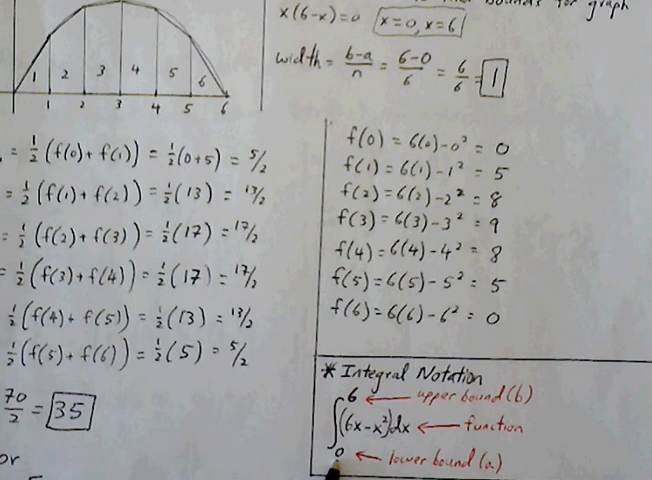 bounds for graph
x(6-x)=0 x=0, x=6
width = b-a/n = 6-0/6 = 6/6 = 1
1 2 3 4 5 6
1 2 3 4 5 6
= 1/2 (f(0)+f(1)) = 1/2(0+5) = 5/2
= 1/2 (f(1)+f(2)) = 1/2(13) = 13/2
= 1/2 (f(2)+f(3)) = 1/2(17) = 17/2
= 1/2 (f(3)+f(4)) = 1/2(17) = 17/2
1/2 (f(4)+f(5)) = 1/2(13) = 13/2
1/2 (f(5)+f(6)) = 1/2(5) = 5/2
70/2 = 35
or
f(0) = 6(0)-0² = 0
f(1) = 6(1)-1² = 5
f(2) = 6(2)-2² = 8
f(3) = 6(3)-3² = 9
f(4) = 6(4)-4² = 8
f(5) = 6(5)-5² = 5
f(6) = 6(6)-6² = 0
* Integral Notation
6 ← upper bound (b)
∫(6x-x²)dx ← function
0 ← lower bound (a)